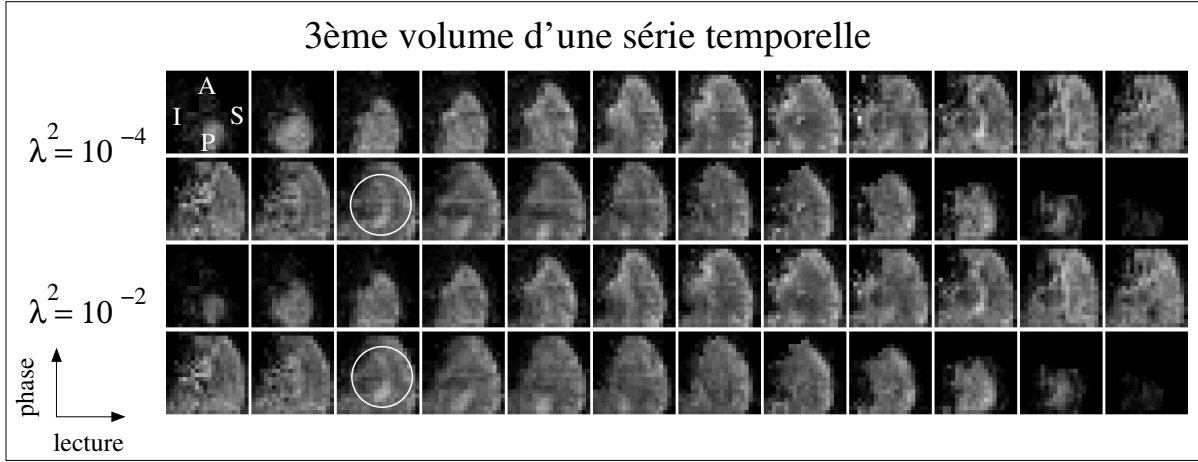 3ème volume d'une série temporelle
A
I S
P
λ² = 10 ⁻⁴
λ² = 10 ⁻²
phase
lecture